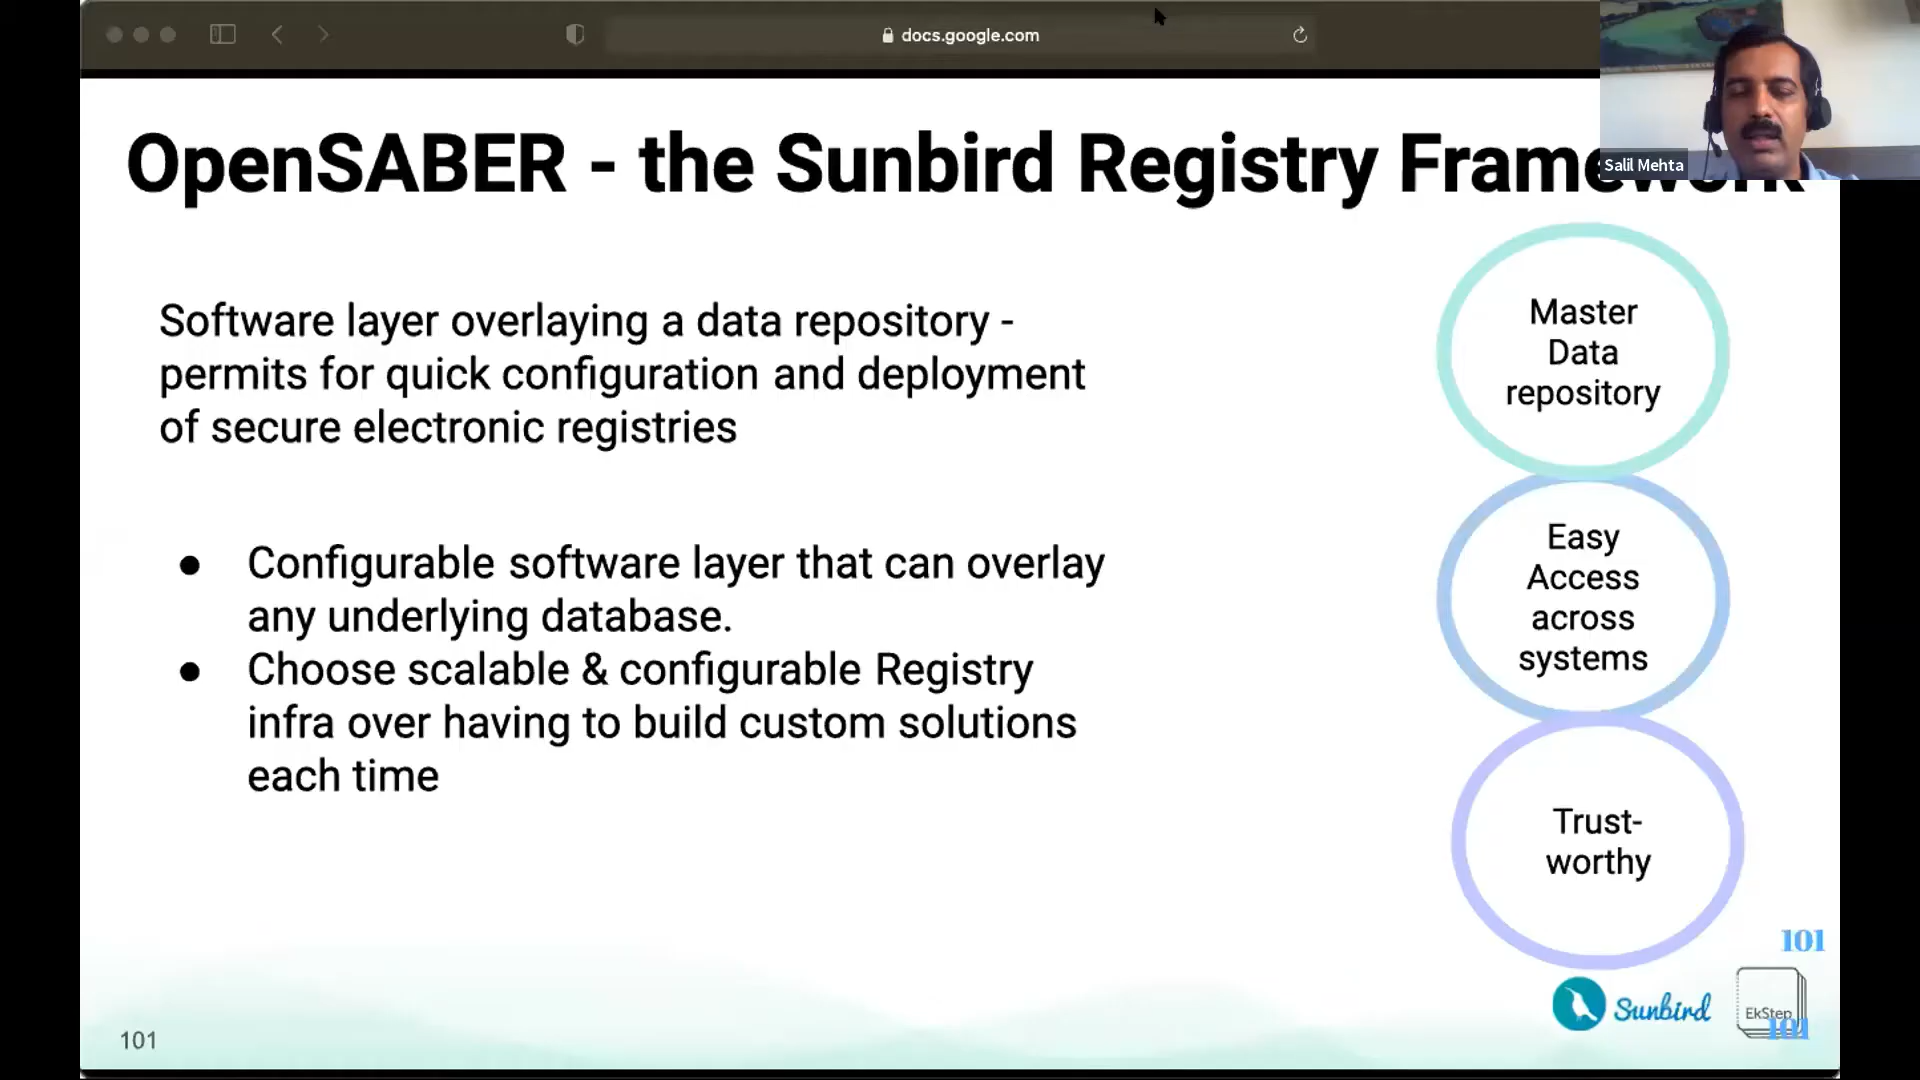 docs.google.com
Salil Mehta
OpenSABER - the Sunbird Registry Framework
Software layer overlaying a data repository -
permits for quick configuration and deployment
of secure electronic registries
● Configurable software layer that can overlay
any underlying database.
● Choose scalable & configurable Registry
infra over having to build custom solutions
each time
Master
Data
repository
Easy
Access
across
systems
Trust-
worthy
101
Sunbird
EkStep
101
101